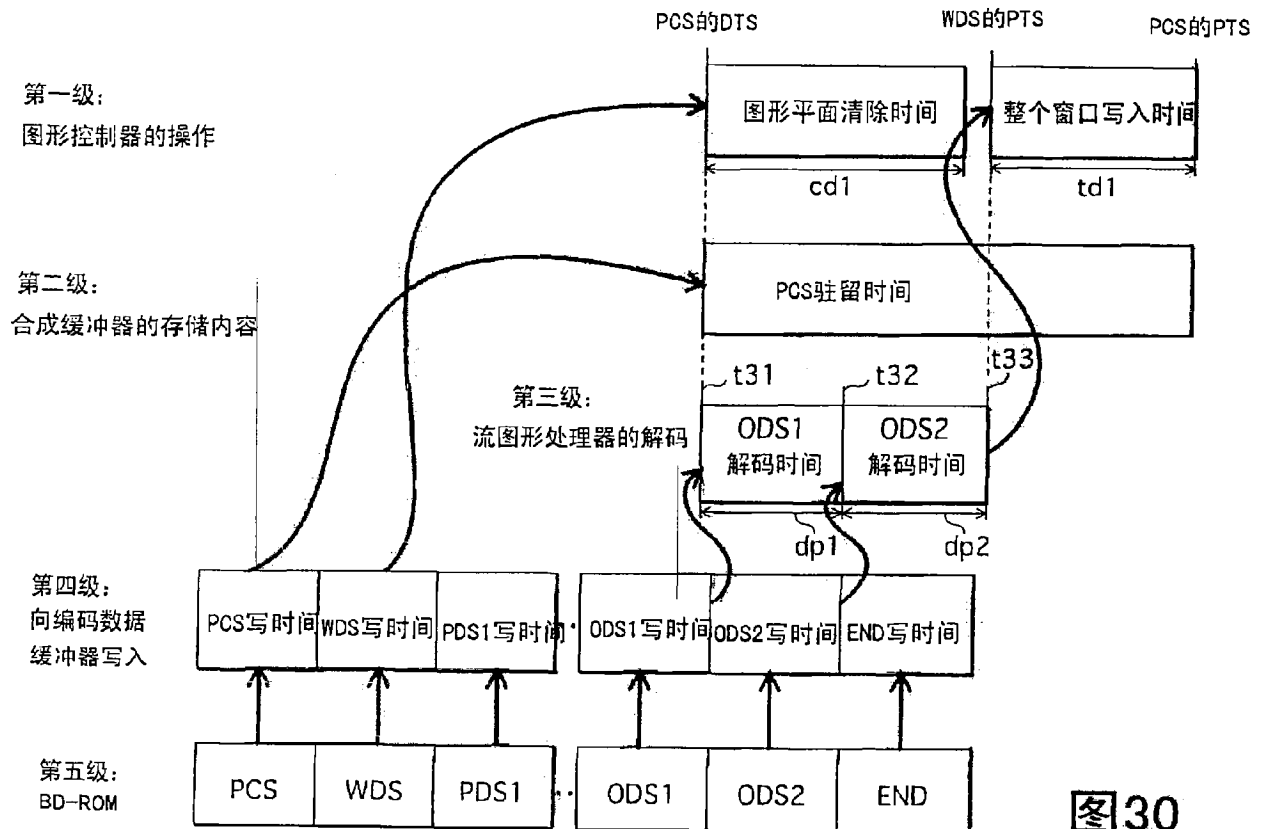 PCS的DTS
WDS的PTS
PCS的PTS
第一级:
图形控制器的操作
图形平面清除时间
整个窗口写入时间
cd1
td1
第二级:
合成缓冲器的存储内容
PCS驻留时间
t31
t32
t33
第三级:
流图形处理器的解码
ODS1
解码时间
ODS2
解码时间
dp1
dp2
第四级:
向编码数据
缓冲器写入
PCS写时间
WDS写时间
PDS1写时间
ODS1写时间
ODS2写时间
END写时间
第五级:
BD-ROM
PCS
WDS
PDS1
ODS1
ODS2
END
图30